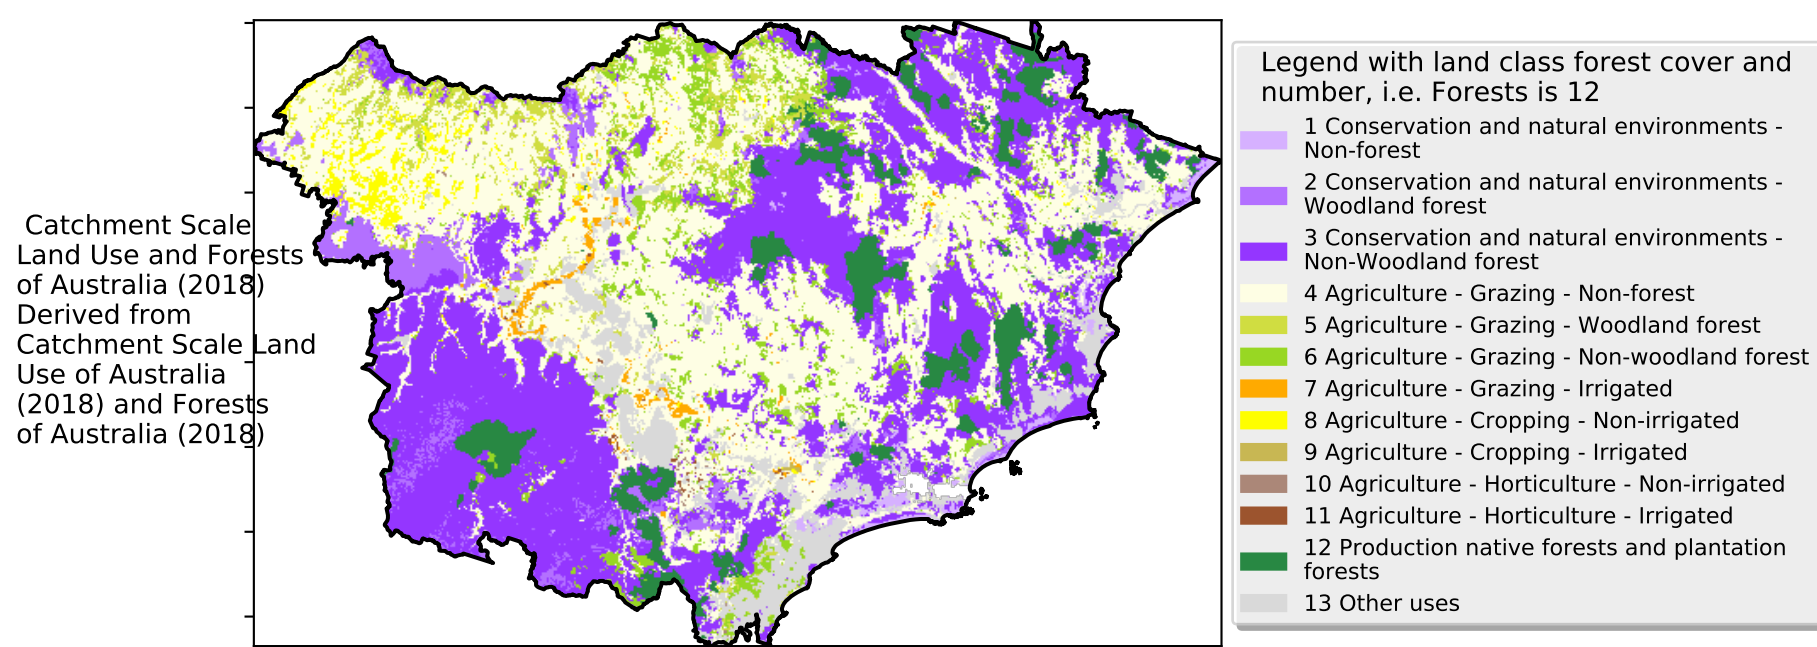 Catchment Scale
Land Use and Forests
of Australia (2018)
Derived from
Catchment Scale Land
Use of Australia
(2018) and Forests
of Australia (2018)
Legend with land class forest cover and
number, i.e. Forests is 12
1 Conservation and natural environments -
Non-forest
2 Conservation and natural environments -
Woodland forest
3 Conservation and natural environments -
Non-Woodland forest
4 Agriculture - Grazing - Non-forest
5 Agriculture - Grazing - Woodland forest
6 Agriculture - Grazing - Non-woodland forest
7 Agriculture - Grazing - Irrigated
8 Agriculture - Cropping - Non-irrigated
9 Agriculture - Cropping - Irrigated
10 Agriculture - Horticulture - Non-irrigated
11 Agriculture - Horticulture - Irrigated
12 Production native forests and plantation
forests
13 Other uses